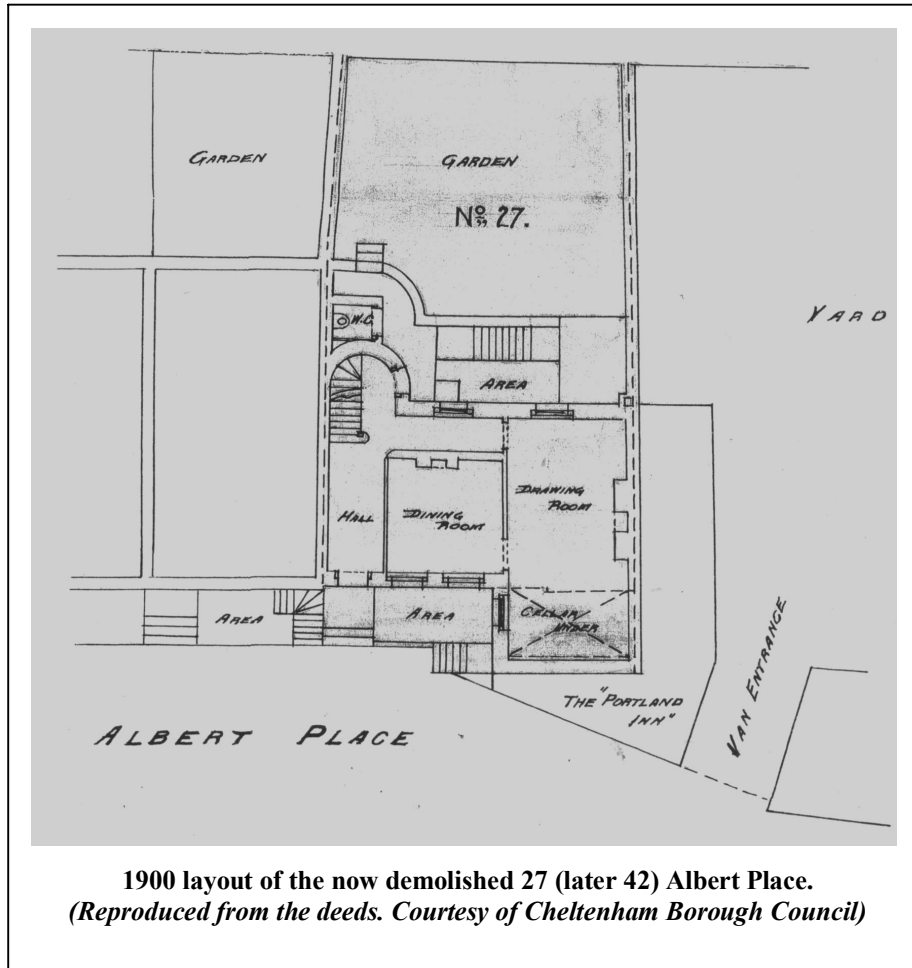 GARDEN
GARDEN
Nº 27.
YARD
W.C.
AREA
HALL
DINING
ROOM
DRAWING
ROOM
AREA
AREA
CELLAR
UNDER
THE "PORTLAND
INN"
VAN ENTRANCE
ALBERT PLACE
1900 layout of the now demolished 27 (later 42) Albert Place.
(Reproduced from the deeds. Courtesy of Cheltenham Borough Council)